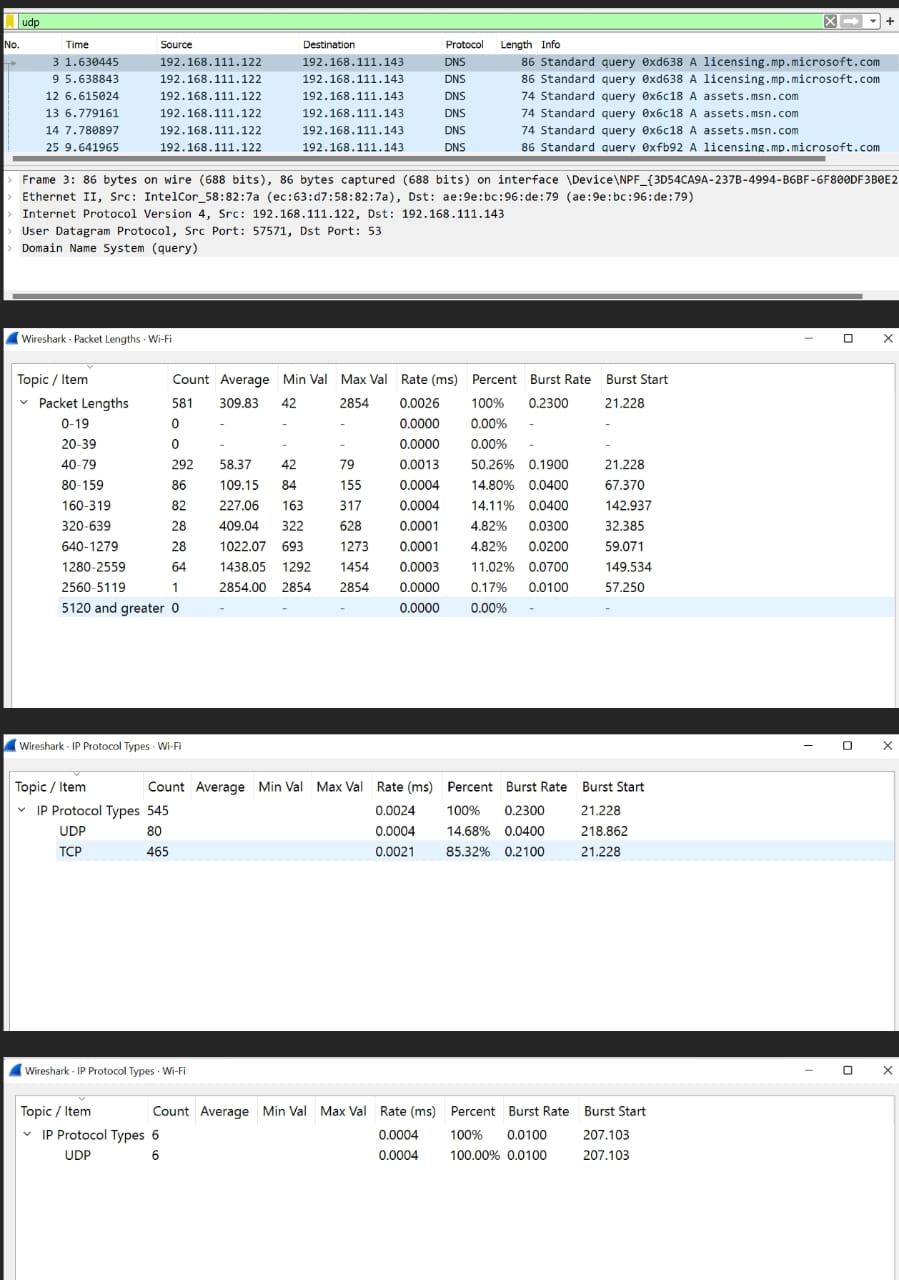 udp
No. Time Source Destination Protocol Length Info
3 1.630445 192.168.111.122 192.168.111.143 DNS 86 Standard query 0xd638 A licensing.mp.microsoft.com
9 5.638843 192.168.111.122 192.168.111.143 DNS 86 Standard query 0xd638 A licensing.mp.microsoft.com
12 6.615024 192.168.111.122 192.168.111.143 DNS 74 Standard query 0x6c18 A assets.msn.com
13 6.779161 192.168.111.122 192.168.111.143 DNS 74 Standard query 0x6c18 A assets.msn.com
14 7.780897 192.168.111.122 192.168.111.143 DNS 74 Standard query 0x6c18 A assets.msn.com
25 9.641965 192.168.111.122 192.168.111.143 DNS 86 Standard query 0xfb92 A licensing.mp.microsoft.com
Frame 3: 86 bytes on wire (688 bits), 86 bytes captured (688 bits) on interface \Device\NPF_{3D54CA9A-237B-4994-B6BF-6F800DF3B0E2
Ethernet II, Src: IntelCor_58:82:7a (ec:63:d7:58:82:7a), Dst: ae:9e:bc:96:de:79 (ae:9e:bc:96:de:79)
Internet Protocol Version 4, Src: 192.168.111.122, Dst: 192.168.111.143
User Datagram Protocol, Src Port: 57571, Dst Port: 53
Domain Name System (query)
Wireshark · Packet Lengths · Wi-Fi
Topic / Item Count Average Min Val Max Val Rate (ms) Percent Burst Rate Burst Start
Packet Lengths 581 309.83 42 2854 0.0026 100% 0.2300 21.228
0-19 0 - - - 0.0000 0.00% - -
20-39 0 - - - 0.0000 0.00% - -
40-79 292 58.37 42 79 0.0013 50.26% 0.1900 21.228
80-159 86 109.15 84 155 0.0004 14.80% 0.0400 67.370
160-319 82 227.06 163 317 0.0004 14.11% 0.0400 142.937
320-639 28 409.04 322 628 0.0001 4.82% 0.0300 32.385
640-1279 28 1022.07 693 1273 0.0001 4.82% 0.0200 59.071
1280-2559 64 1438.05 1292 1454 0.0003 11.02% 0.0700 149.534
2560-5119 1 2854.00 2854 2854 0.0000 0.17% 0.0100 57.250
5120 and greater 0 - - - 0.0000 0.00% - -
Wireshark · IP Protocol Types · Wi-Fi
Topic / Item Count Average Min Val Max Val Rate (ms) Percent Burst Rate Burst Start
IP Protocol Types 545 0.0024 100% 0.2300 21.228
UDP 80 0.0004 14.68% 0.0400 218.862
TCP 465 0.0021 85.32% 0.2100 21.228
Wireshark · IP Protocol Types · Wi-Fi
Topic / Item Count Average Min Val Max Val Rate (ms) Percent Burst Rate Burst Start
IP Protocol Types 6 0.0004 100% 0.0100 207.103
UDP 6 0.0004 100.00% 0.0100 207.103